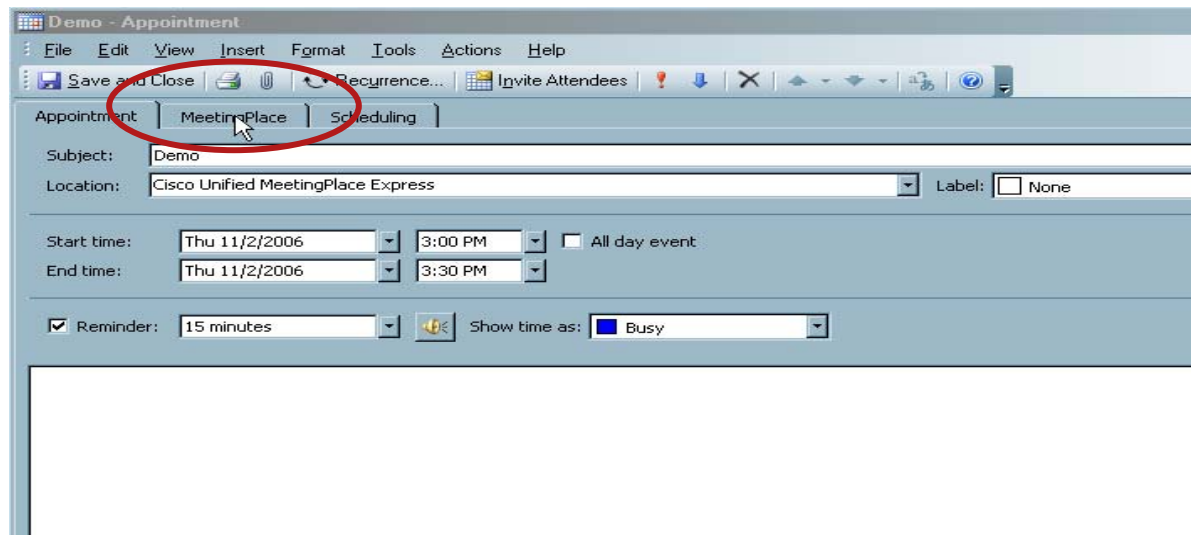 Demo - Appointment
File Edit View Insert Format Tools Actions Help
Save and Close Recurrence... Invite Attendees
Appointment MeetingPlace Scheduling
Subject: Demo
Location: Cisco Unified MeetingPlace Express Label: None
Start time: Thu 11/2/2006 3:00 PM All day event
End time: Thu 11/2/2006 3:30 PM
Reminder: 15 minutes Show time as: Busy